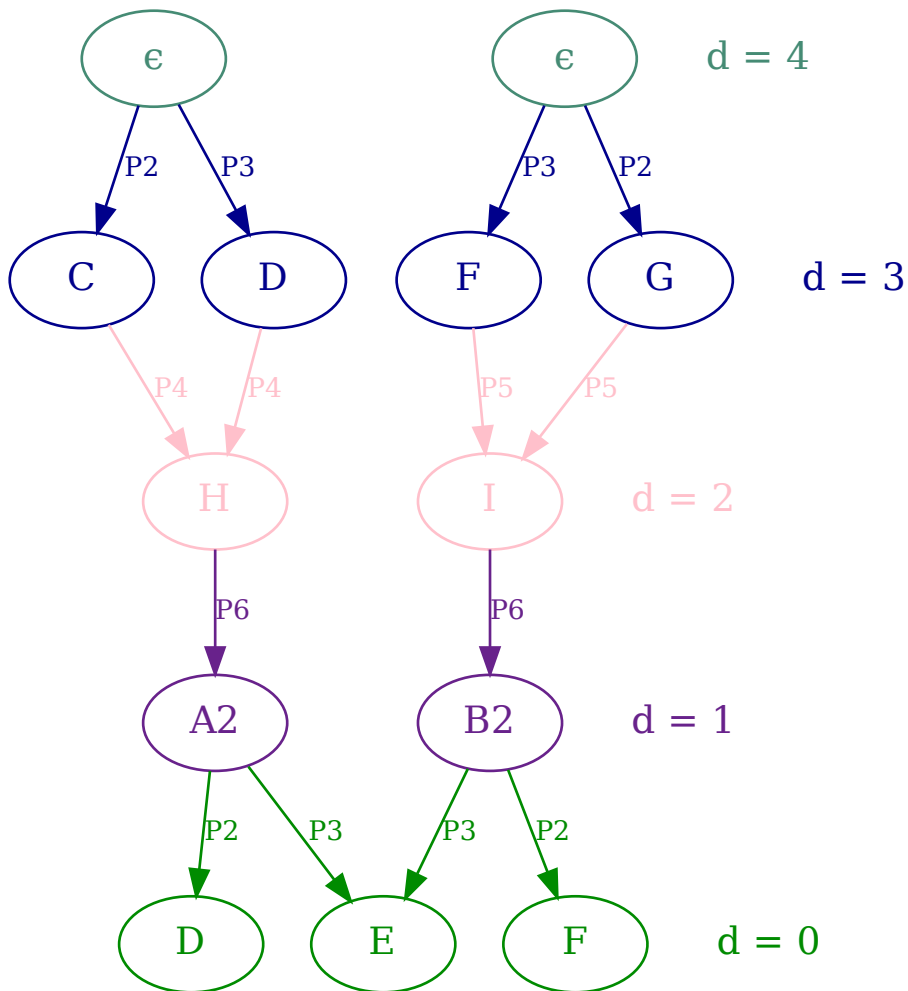 ϵ ϵ d = 4
P2 P3 P3 P2
C D F G d = 3
P4 P4 P5 P5
H I d = 2
P6 P6
A2 B2 d = 1
P2 P3 P3 P2
D E F d = 0